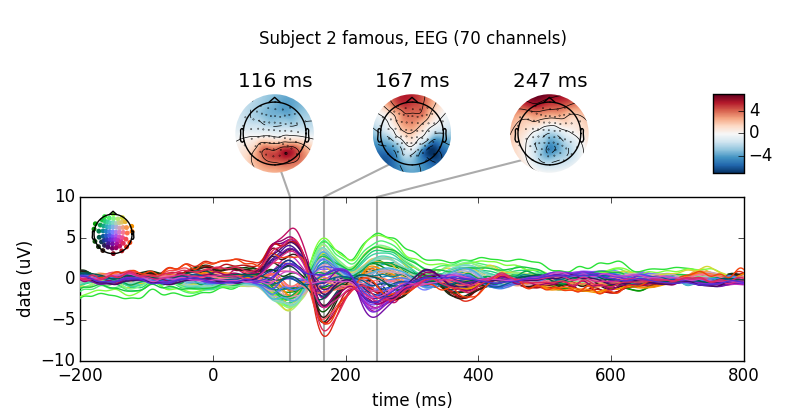 Subject 2 famous, EEG (70 channels)
116 ms 167 ms 247 ms
4
0
−4
10
5
0
−5
−10
data (uV)
−200 0 200 400 600 800
time (ms)